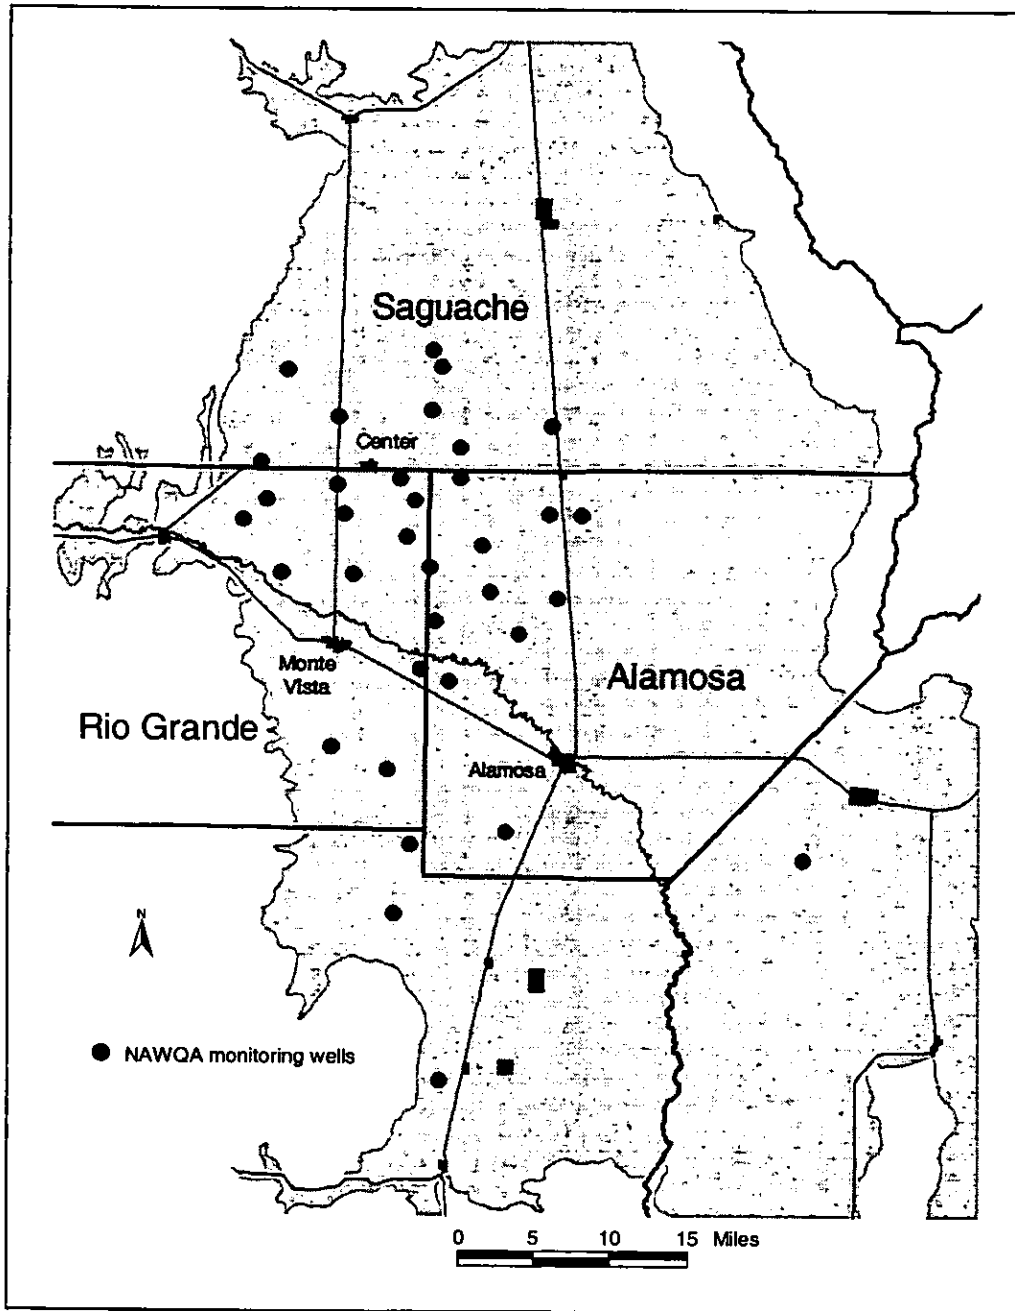 Saguache
Center
Monte
Vista
Alamosa
Rio Grande
Alamosa
N
NAWQA monitoring wells
0 5 10 15 Miles